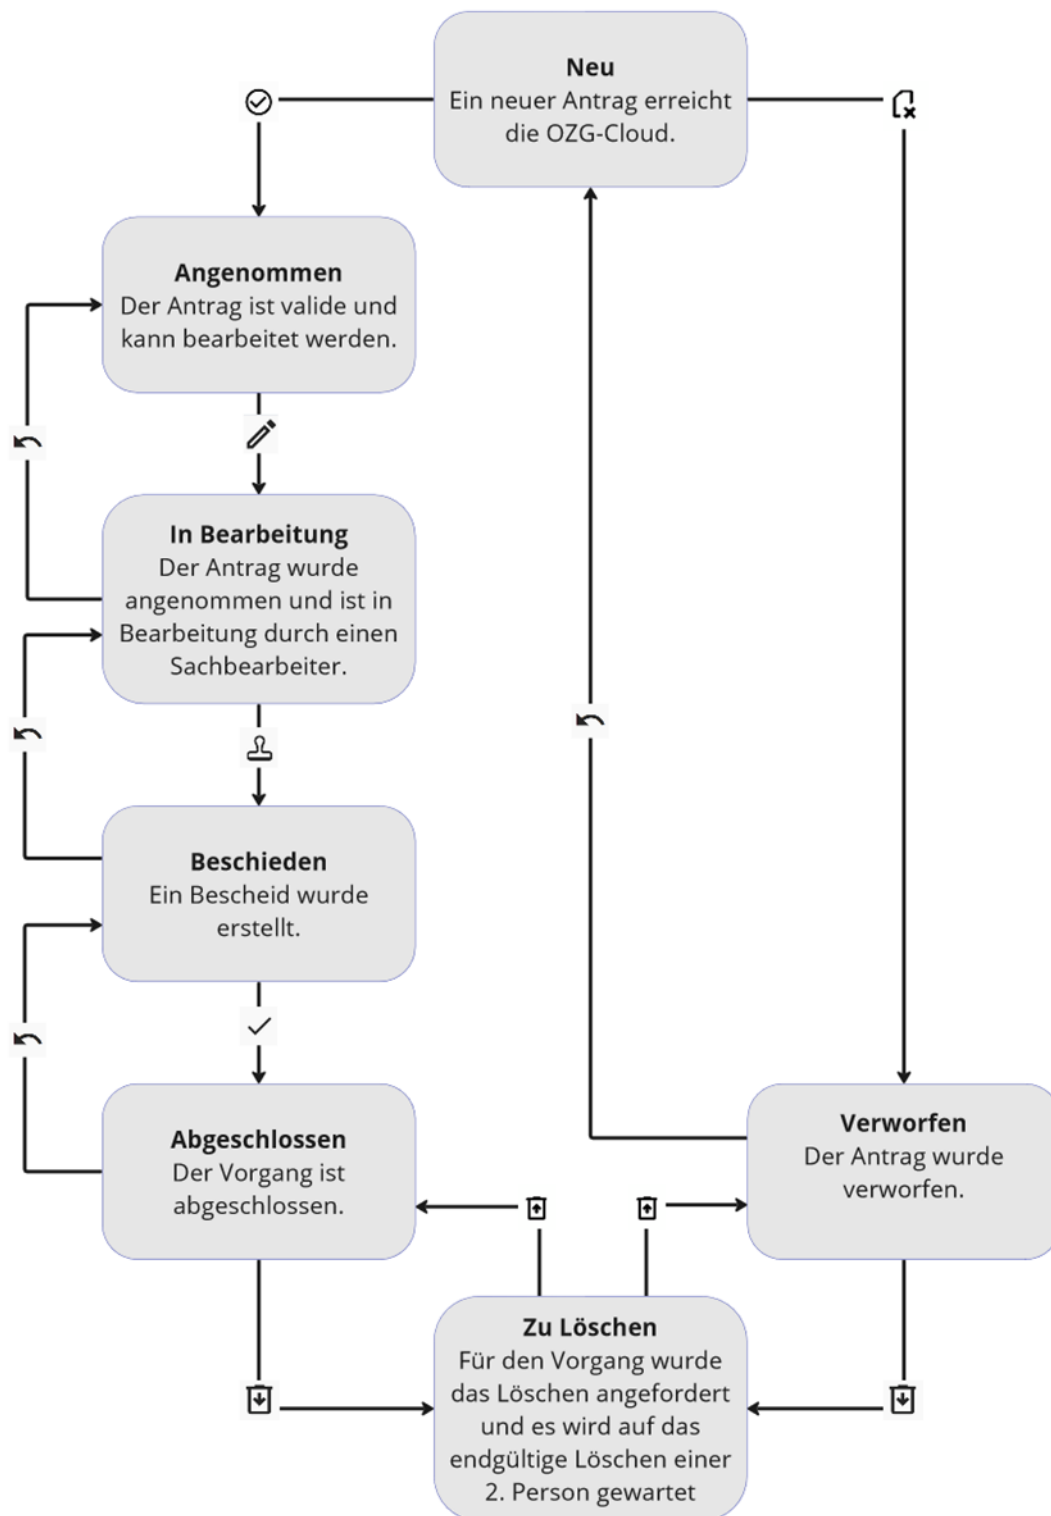 Neu
Ein neuer Antrag erreicht
die OZG-Cloud.
Angenommen
Der Antrag ist valide und
kann bearbeitet werden.
In Bearbeitung
Der Antrag wurde
angenommen und ist in
Bearbeitung durch einen
Sachbearbeiter.
Beschieden
Ein Bescheid wurde
erstellt.
Abgeschlossen
Der Vorgang ist
abgeschlossen.
Verworfen
Der Antrag wurde
verworfen.
Zu Löschen
Für den Vorgang wurde
das Löschen angefordert
und es wird auf das
endgültige Löschen einer
2. Person gewartet